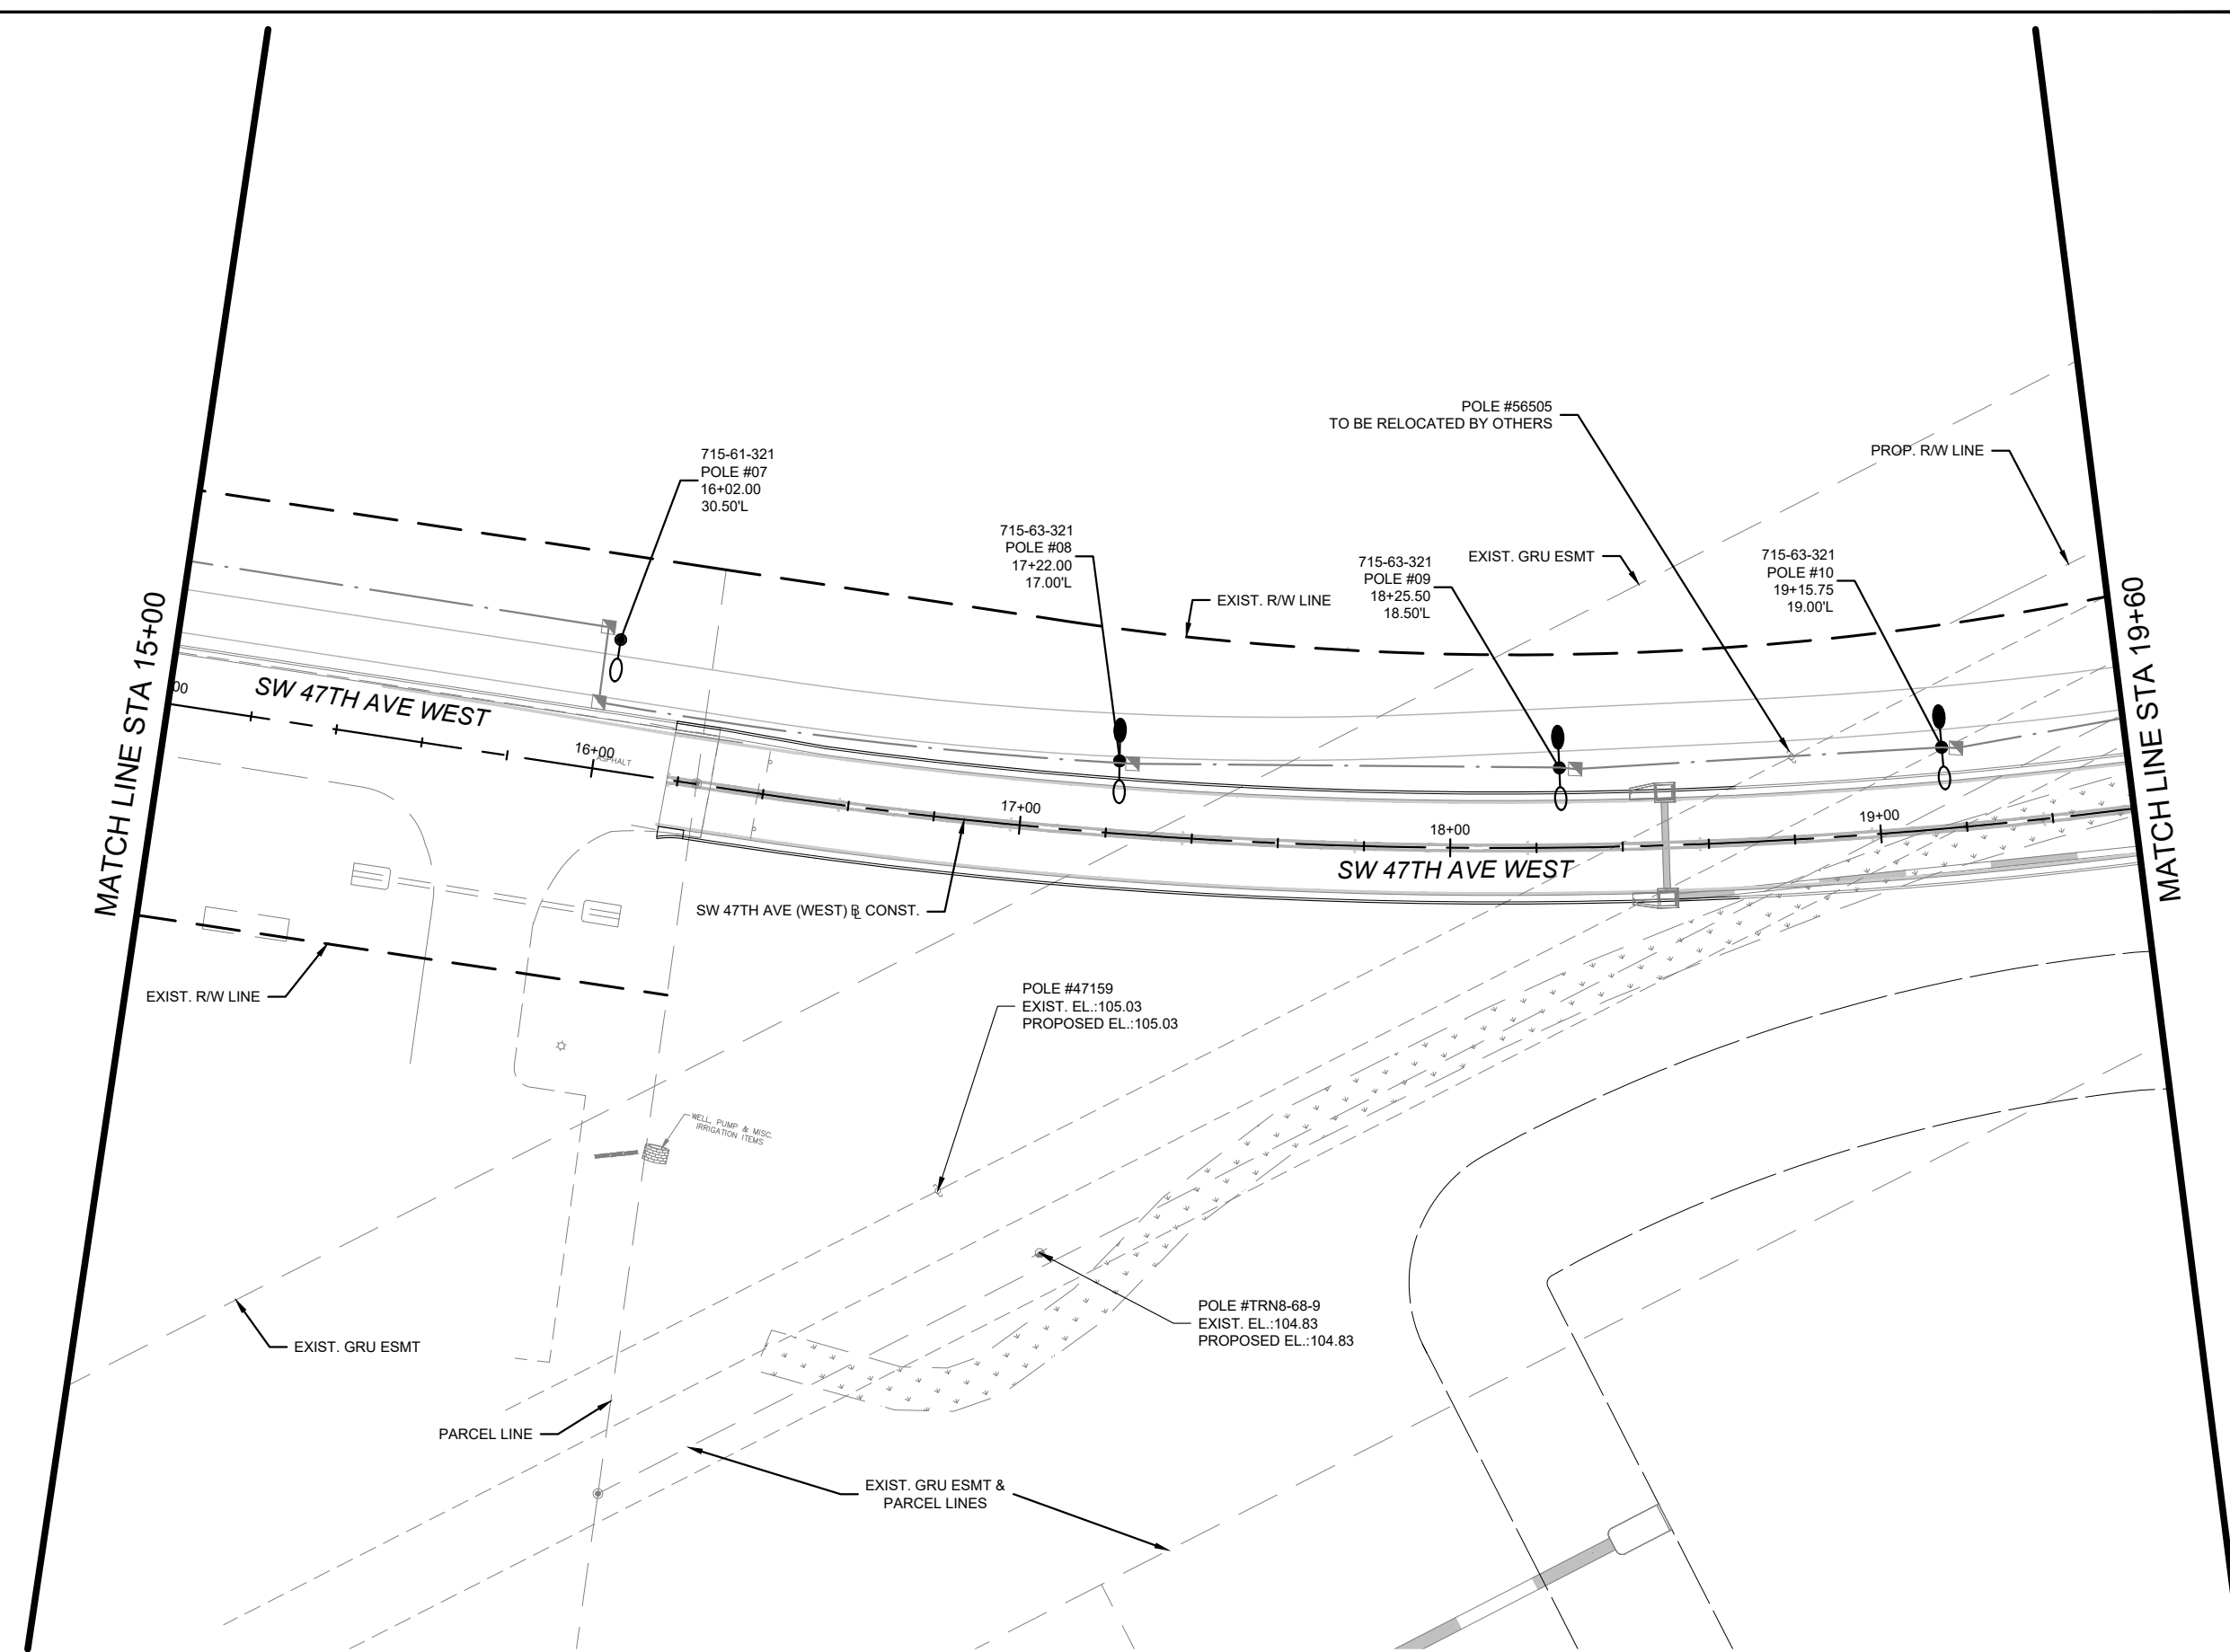 POLE #56505
TO BE RELOCATED BY OTHERS
PROP. R/W LINE
715-61-321
POLE #07
16+02.00
30.50'L
715-63-321
POLE #08
17+22.00
17.00'L
EXIST. R/W LINE
715-63-321
POLE #09
18+25.50
18.50'L
EXIST. GRU ESMT
715-63-321
POLE #10
19+15.75
19.00'L
MATCH LINE STA 15+00
MATCH LINE STA 19+60
00
SW 47TH AVE WEST
16+00
ASPHALT
17+00
18+00
19+00
SW 47TH AVE WEST
SW 47TH AVE (WEST) ℄ CONST.
EXIST. R/W LINE
POLE #47159
EXIST. EL.:105.03
PROPOSED EL.:105.03
WELL, PUMP & MISC.
IRRIGATION ITEMS
POLE #TRN8-68-9
EXIST. EL.:104.83
PROPOSED EL.:104.83
EXIST. GRU ESMT
PARCEL LINE
EXIST. GRU ESMT &
PARCEL LINES